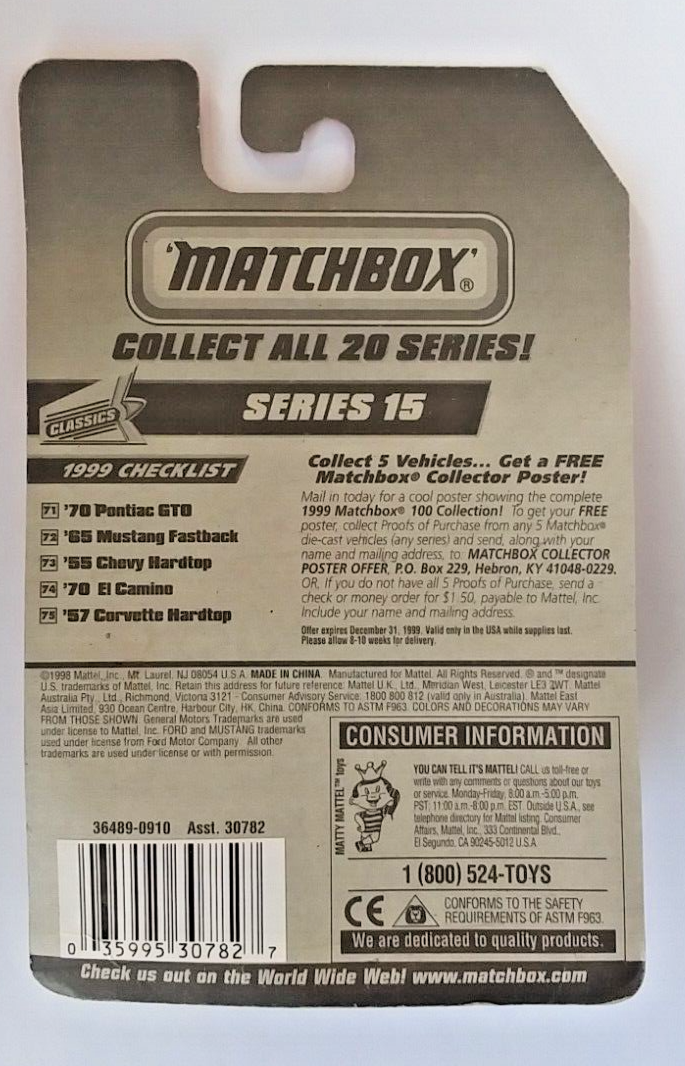 'MATCHBOX'®
COLLECT ALL 20 SERIES!
CLASSICS
SERIES 15
1999 CHECKLIST
71 '70 Pontiac GTO
72 '65 Mustang Fastback
73 '55 Chevy Hardtop
74 '70 El Camino
75 '57 Corvette Hardtop
Collect 5 Vehicles... Get a FREE
Matchbox® Collector Poster!
Mail in today for a cool poster showing the complete
1999 Matchbox® 100 Collection! To get your FREE
poster, collect Proofs of Purchase from any 5 Matchbox®
die-cast vehicles (any series) and send, along with your
name and mailing address, to MATCHBOX COLLECTOR
POSTER OFFER, P.O. Box 229, Hebron, KY 41048-0229.
OR, If you do not have all 5 Proofs of Purchase, send a
check or money order for $1.50, payable to Mattel, Inc.
Include your name and mailing address.
Offer expires December 31, 1999. Valid only in the USA while supplies last.
Please allow 8-10 weeks for delivery.
©1998 Mattel, Inc., Mt. Laurel, NJ 08054 U.S.A. MADE IN CHINA. Manufactured for Mattel. All Rights Reserved. ® and ™ designate
U.S. trademarks of Mattel, Inc. Retain this address for future reference: Mattel U.K., Ltd., Meridian West, Leicester LE3 2WT. Mattel
Australia Pty., Ltd., Richmond, Victoria 3121 - Consumer Advisory Service: 1800 800 812 (valid only in Australia). Mattel East
Asia Limited, 930 Ocean Centre, Harbour City, HK, China. CONFORMS TO ASTM F963. COLORS AND DECORATIONS MAY VARY
FROM THOSE SHOWN. General Motors Trademarks are used
under license to Mattel, Inc. FORD and MUSTANG trademarks
used under license from Ford Motor Company. All other
trademarks are used under license or with permission.
36489-0910 Asst. 30782
0 35995 30782 7
CONSUMER INFORMATION
MATTY MATTEL™ toys
YOU CAN TELL IT'S MATTEL! CALL us toll-free or
write with any comments or questions about our toys
or service. Monday-Friday, 8:00 a.m.-5:00 p.m.
PST; 11:00 a.m.-8:00 p.m. EST. Outside U.S.A., see
telephone directory for Mattel listing. Consumer
Affairs, Mattel, Inc., 333 Continental Blvd.,
El Segundo, CA 90245-5012 U.S.A.
1 (800) 524-TOYS
CE
CONFORMS TO THE SAFETY
REQUIREMENTS OF ASTM F963.
We are dedicated to quality products.
Check us out on the World Wide Web! www.matchbox.com